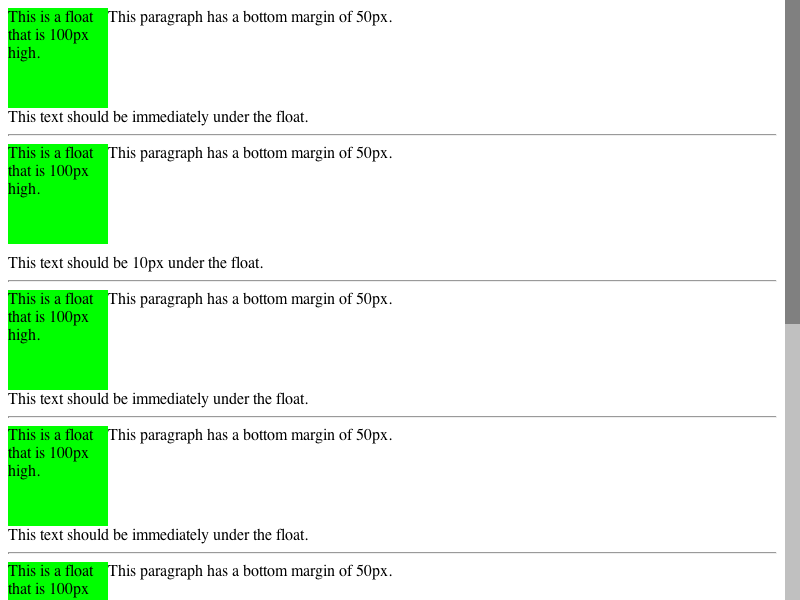 This is a float
that is 100px
high.
This paragraph has a bottom margin of 50px.
This text should be immediately under the float.
This is a float
that is 100px
high.
This paragraph has a bottom margin of 50px.
This text should be 10px under the float.
This is a float
that is 100px
high.
This paragraph has a bottom margin of 50px.
This text should be immediately under the float.
This is a float
that is 100px
high.
This paragraph has a bottom margin of 50px.
This text should be immediately under the float.
This is a float
that is 100px
This paragraph has a bottom margin of 50px.